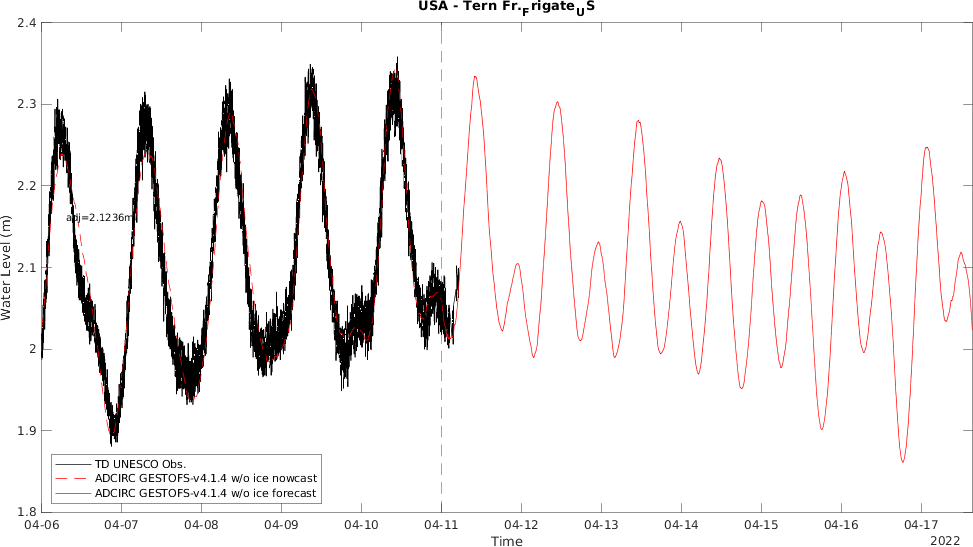 USA - Tern Fr.FrigateUS
2.4
2.3
2.2
2.1
2
1.9
1.8
Water Level (m)
adj=2.1236m
TD UNESCO Obs.
ADCIRC GESTOFS-v4.1.4 w/o ice nowcast
ADCIRC GESTOFS-v4.1.4 w/o ice forecast
04-06 04-07 04-08 04-09 04-10 04-11 04-12 04-13 04-14 04-15 04-16 04-17
Time
2022